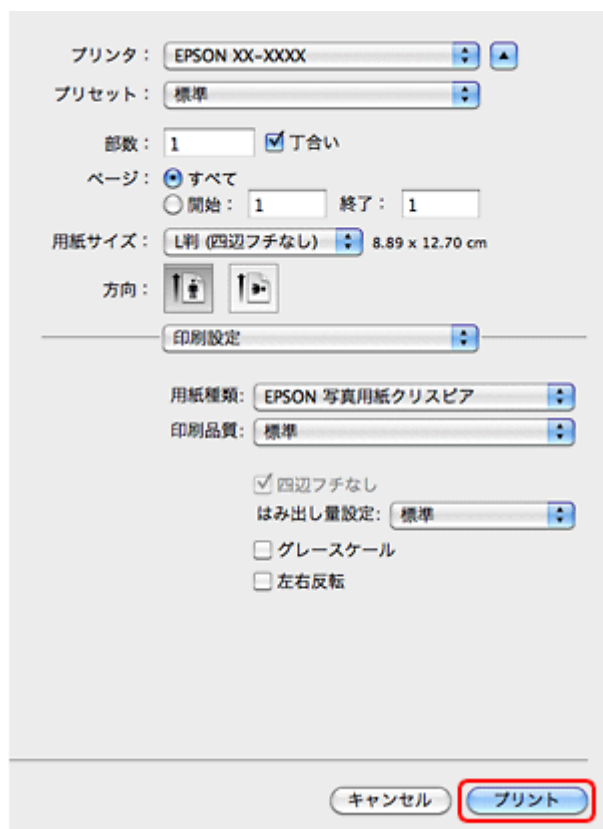 プリンタ： EPSON XX-XXXX
プリセット： 標準
部数： 1 丁合い
ページ： すべて
開始： 1 終了： 1
用紙サイズ： L判 (四辺フチなし) 8.89 x 12.70 cm
方向：
印刷設定
用紙種類: EPSON 写真用紙クリスピア
印刷品質: 標準
四辺フチなし
はみ出し量設定: 標準
グレースケール
左右反転
キャンセル プリント